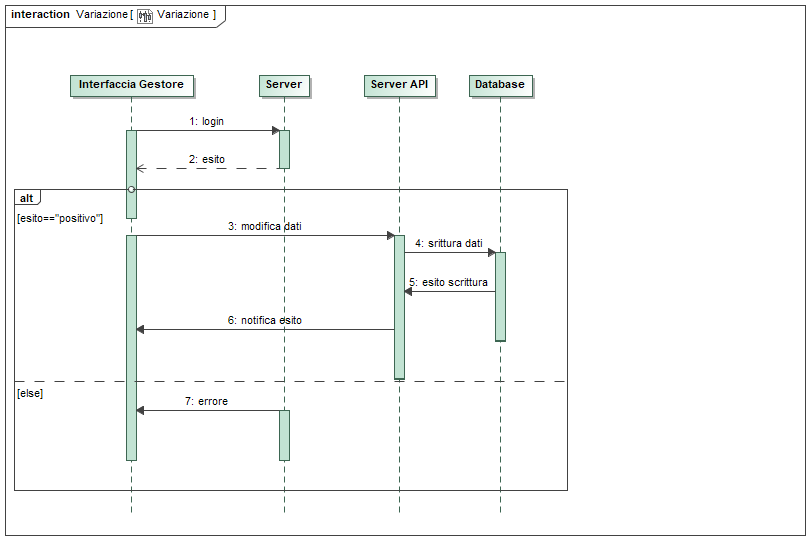 interaction Variazione [ Variazione ]
Interfaccia Gestore
Server
Server API
Database
1: login
2: esito
alt
[esito=="positivo"]
3: modifica dati
4: srittura dati
5: esito scrittura
6: notifica esito
[else]
7: errore